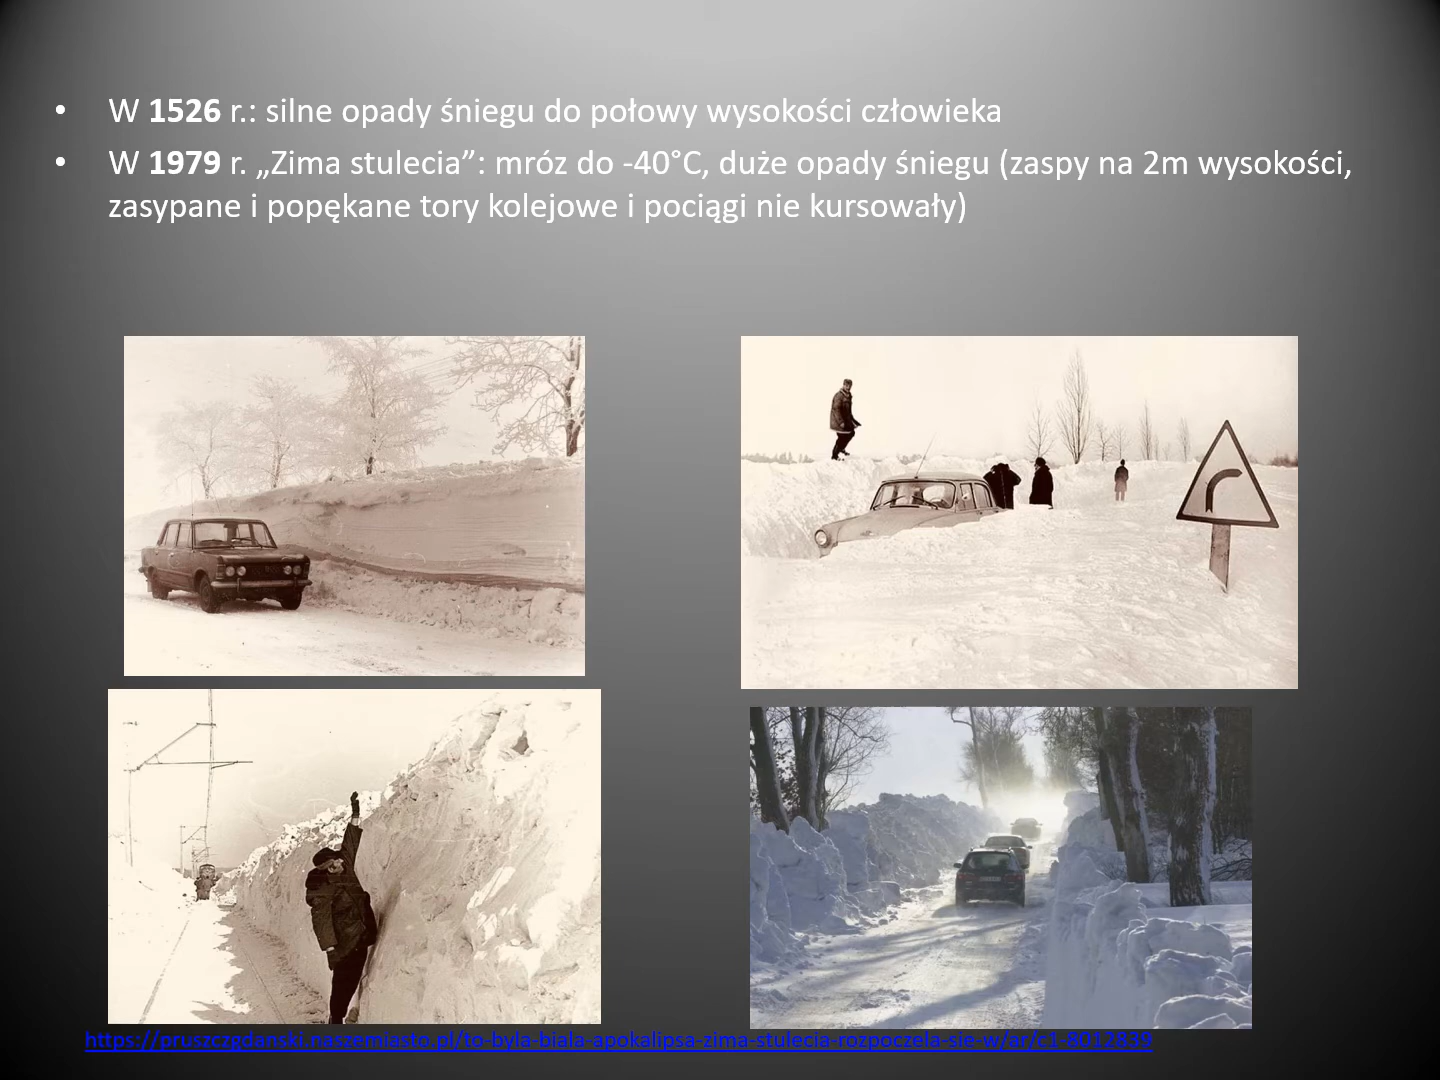 • W 1526 r.: silne opady śniegu do połowy wysokości człowieka
• W 1979 r. „Zima stulecia”: mróz do -40°C, duże opady śniegu (zaspy na 2m wysokości,
zasypane i popękane tory kolejowe i pociągi nie kursowały)
https://pruszczgdanski.naszemiasto.pl/to-byla-biala-apokalipsa-zima-stulecia-rozpoczela-sie-w/ar/c1-8012839